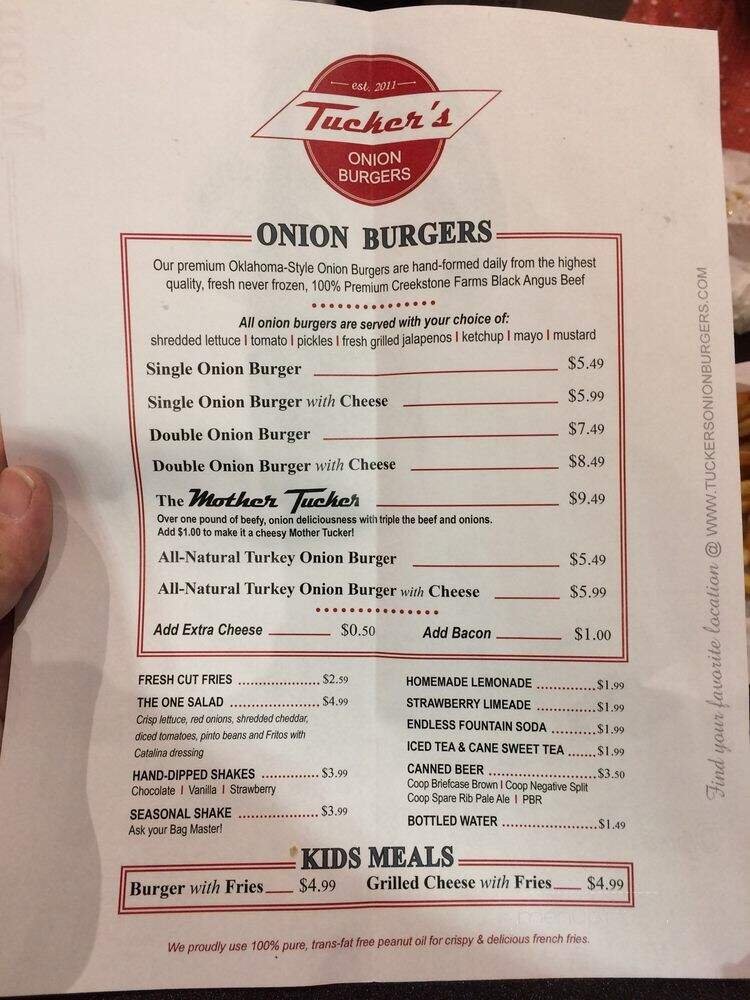 est. 2011
Tucker's
ONION
BURGERS
ONION BURGERS
Our premium Oklahoma-Style Onion Burgers are hand-formed daily from the highest
quality, fresh never frozen, 100% Premium Creekstone Farms Black Angus Beef
All onion burgers are served with your choice of:
shredded lettuce | tomato | pickles | fresh grilled jalapenos | ketchup | mayo | mustard
Single Onion Burger $5.49
Single Onion Burger with Cheese $5.99
Double Onion Burger $7.49
Double Onion Burger with Cheese $8.49
The Mother Tucker $9.49
Over one pound of beefy, onion deliciousness with triple the beef and onions.
Add $1.00 to make it a cheesy Mother Tucker!
All-Natural Turkey Onion Burger $5.49
All-Natural Turkey Onion Burger with Cheese $5.99
Add Extra Cheese $0.50 Add Bacon $1.00
FRESH CUT FRIES $2.59
THE ONE SALAD $4.99
Crisp lettuce, red onions, shredded cheddar,
diced tomatoes, pinto beans and Fritos with
Catalina dressing
HAND-DIPPED SHAKES $3.99
Chocolate | Vanilla | Strawberry
SEASONAL SHAKE $3.99
Ask your Bag Master!
HOMEMADE LEMONADE $1.99
STRAWBERRY LIMEADE $1.99
ENDLESS FOUNTAIN SODA $1.99
ICED TEA & CANE SWEET TEA $1.99
CANNED BEER $3.50
Coop Briefcase Brown | Coop Negative Split
Coop Spare Rib Pale Ale | PBR
BOTTLED WATER $1.49
KIDS MEALS
Burger with Fries $4.99 Grilled Cheese with Fries $4.99
We proudly use 100% pure, trans-fat free peanut oil for crispy & delicious french fries.
Find your favorite location @ WWW.TUCKERSONIONBURGERS.COM